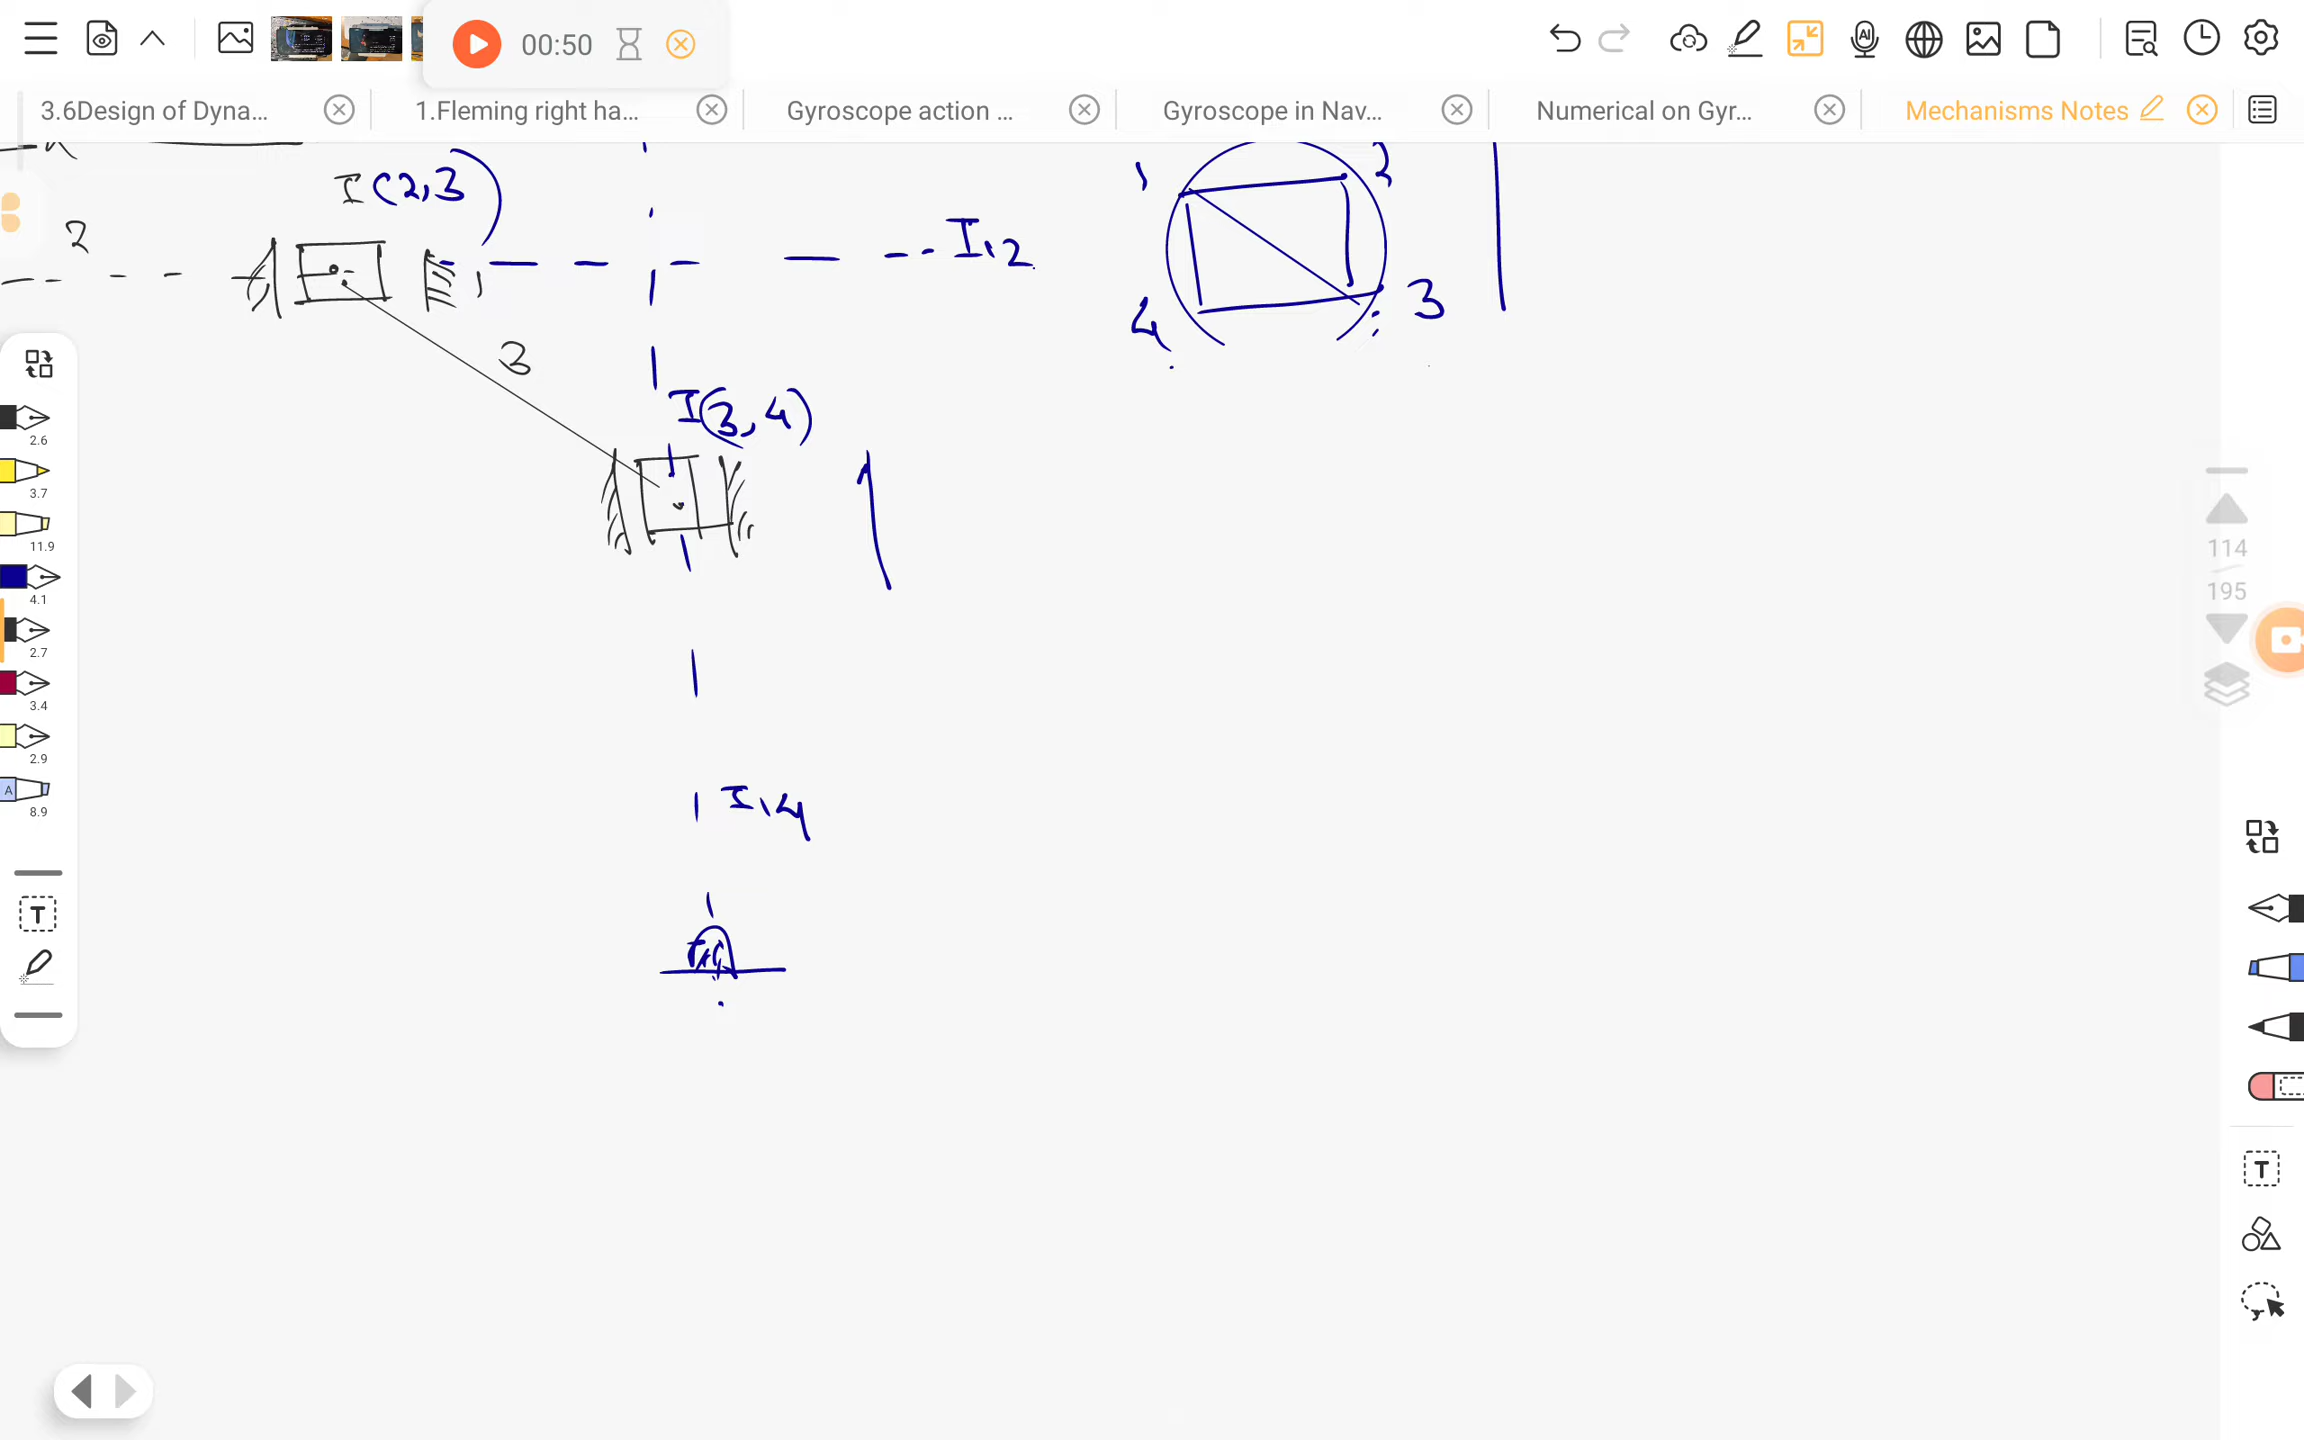 00:50
3.6Design of Dyna...
1.Fleming right ha...
Gyroscope action ...
Gyroscope in Nav...
Numerical on Gyr...
Mechanisms Notes
I(2,3)
2
I12
1
2
3
4
3
I(3,4)
I14
2.6
3.7
11.9
4.1
2.7
3.4
2.9
A
8.9
T
114
195
T
AI